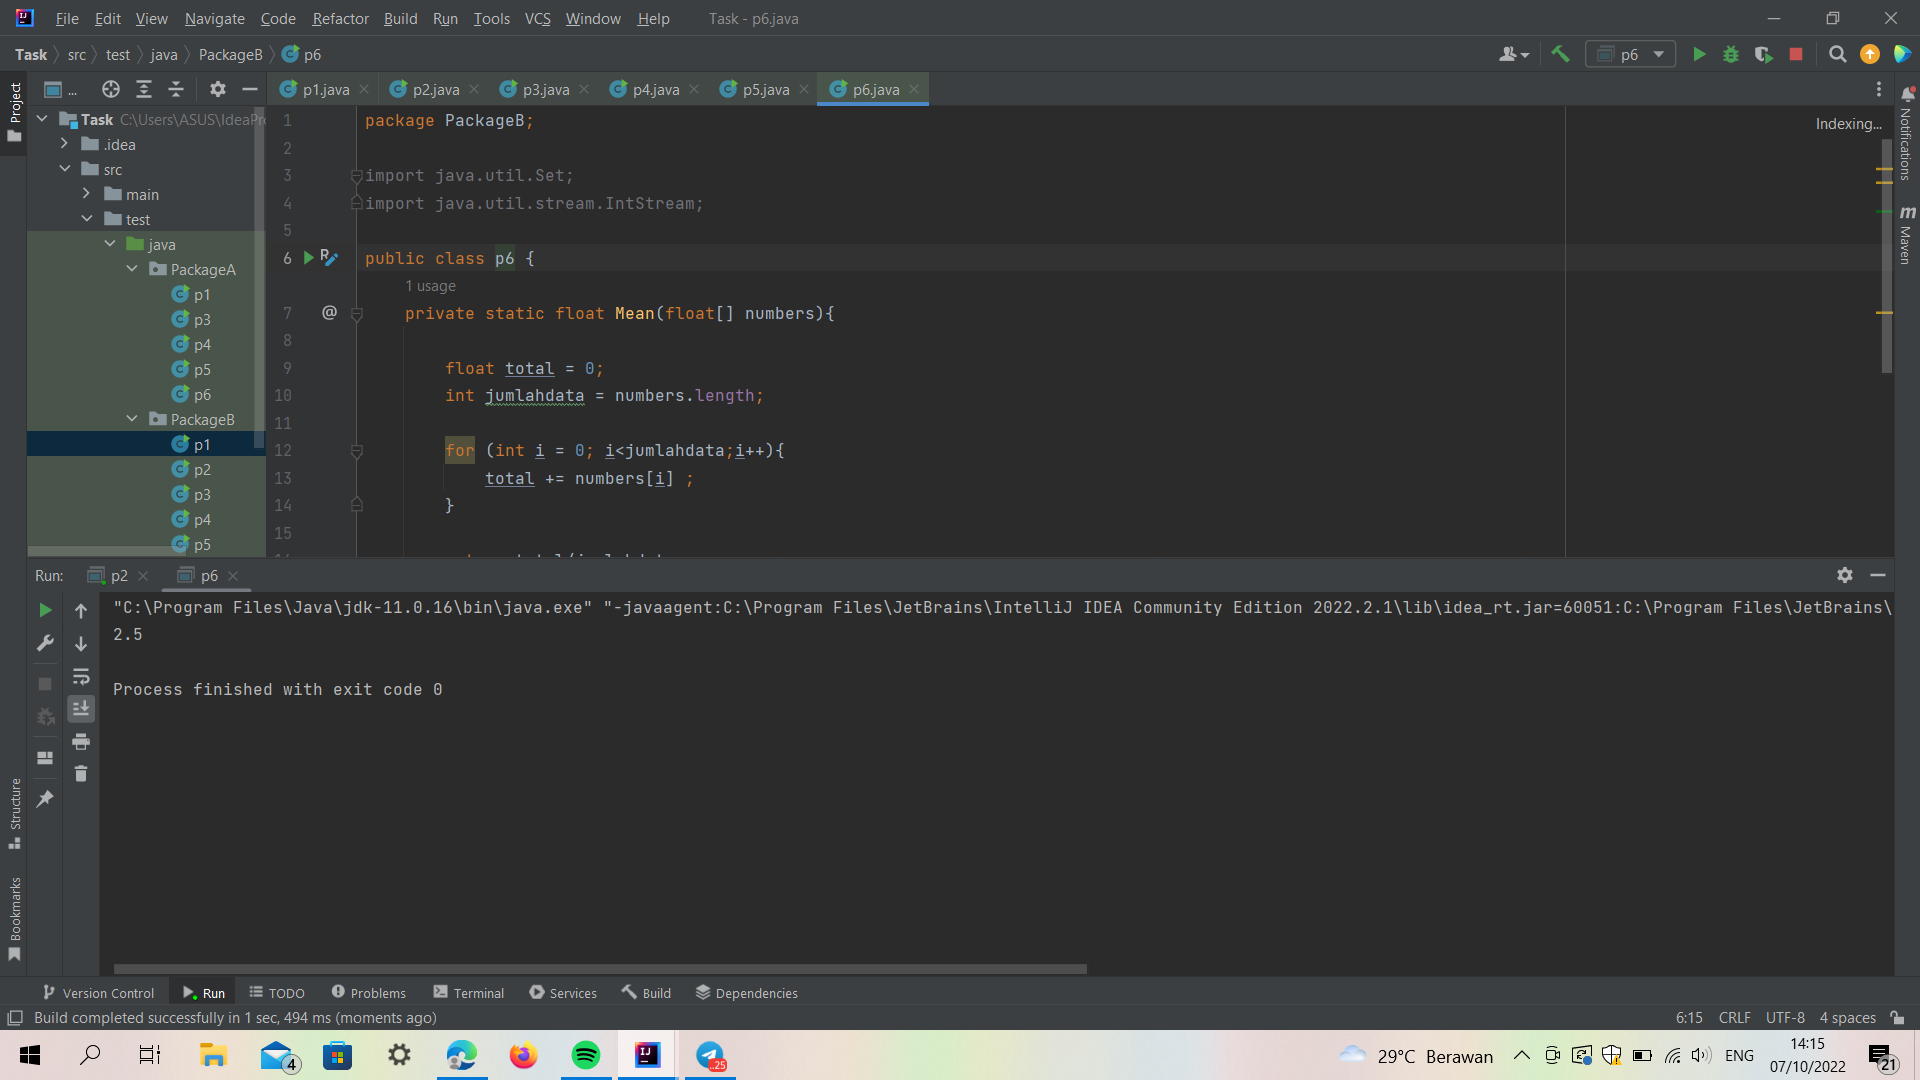 File Edit View Navigate Code Refactor Build Run Tools VCS Window Help Task - p6.java
Task src test java PackageB p6
p6
Project
...
p1.java p2.java p3.java p4.java p5.java p6.java
Task C:\Users\ASUS\IdeaPro
.idea
src
main
test
java
PackageA
p1
p3
p4
p5
p6
PackageB
p1
p2
p3
p4
p5
Indexing...
1 package PackageB;
2
3 import java.util.Set;
4 import java.util.stream.IntStream;
5
6 public class p6 {
1 usage
7 @ private static float Mean(float[] numbers){
8
9 float total = 0;
10 int jumlahdata = numbers.length;
11
12 for (int i = 0; i<jumlahdata;i++){
13 total += numbers[i] ;
14 }
15
Notifications
m Maven
Run: p2 p6
"C:\Program Files\Java\jdk-11.0.16\bin\java.exe" "-javaagent:C:\Program Files\JetBrains\IntelliJ IDEA Community Edition 2022.2.1\lib\idea_rt.jar=60051:C:\Program Files\JetBrains\
2.5
Process finished with exit code 0
Structure
Bookmarks
Version Control Run TODO Problems Terminal Services Build Dependencies
Build completed successfully in 1 sec, 494 ms (moments ago)
6:15 CRLF UTF-8 4 spaces
4
IJ
..25
29°C Berawan
ENG
14:15
07/10/2022
21